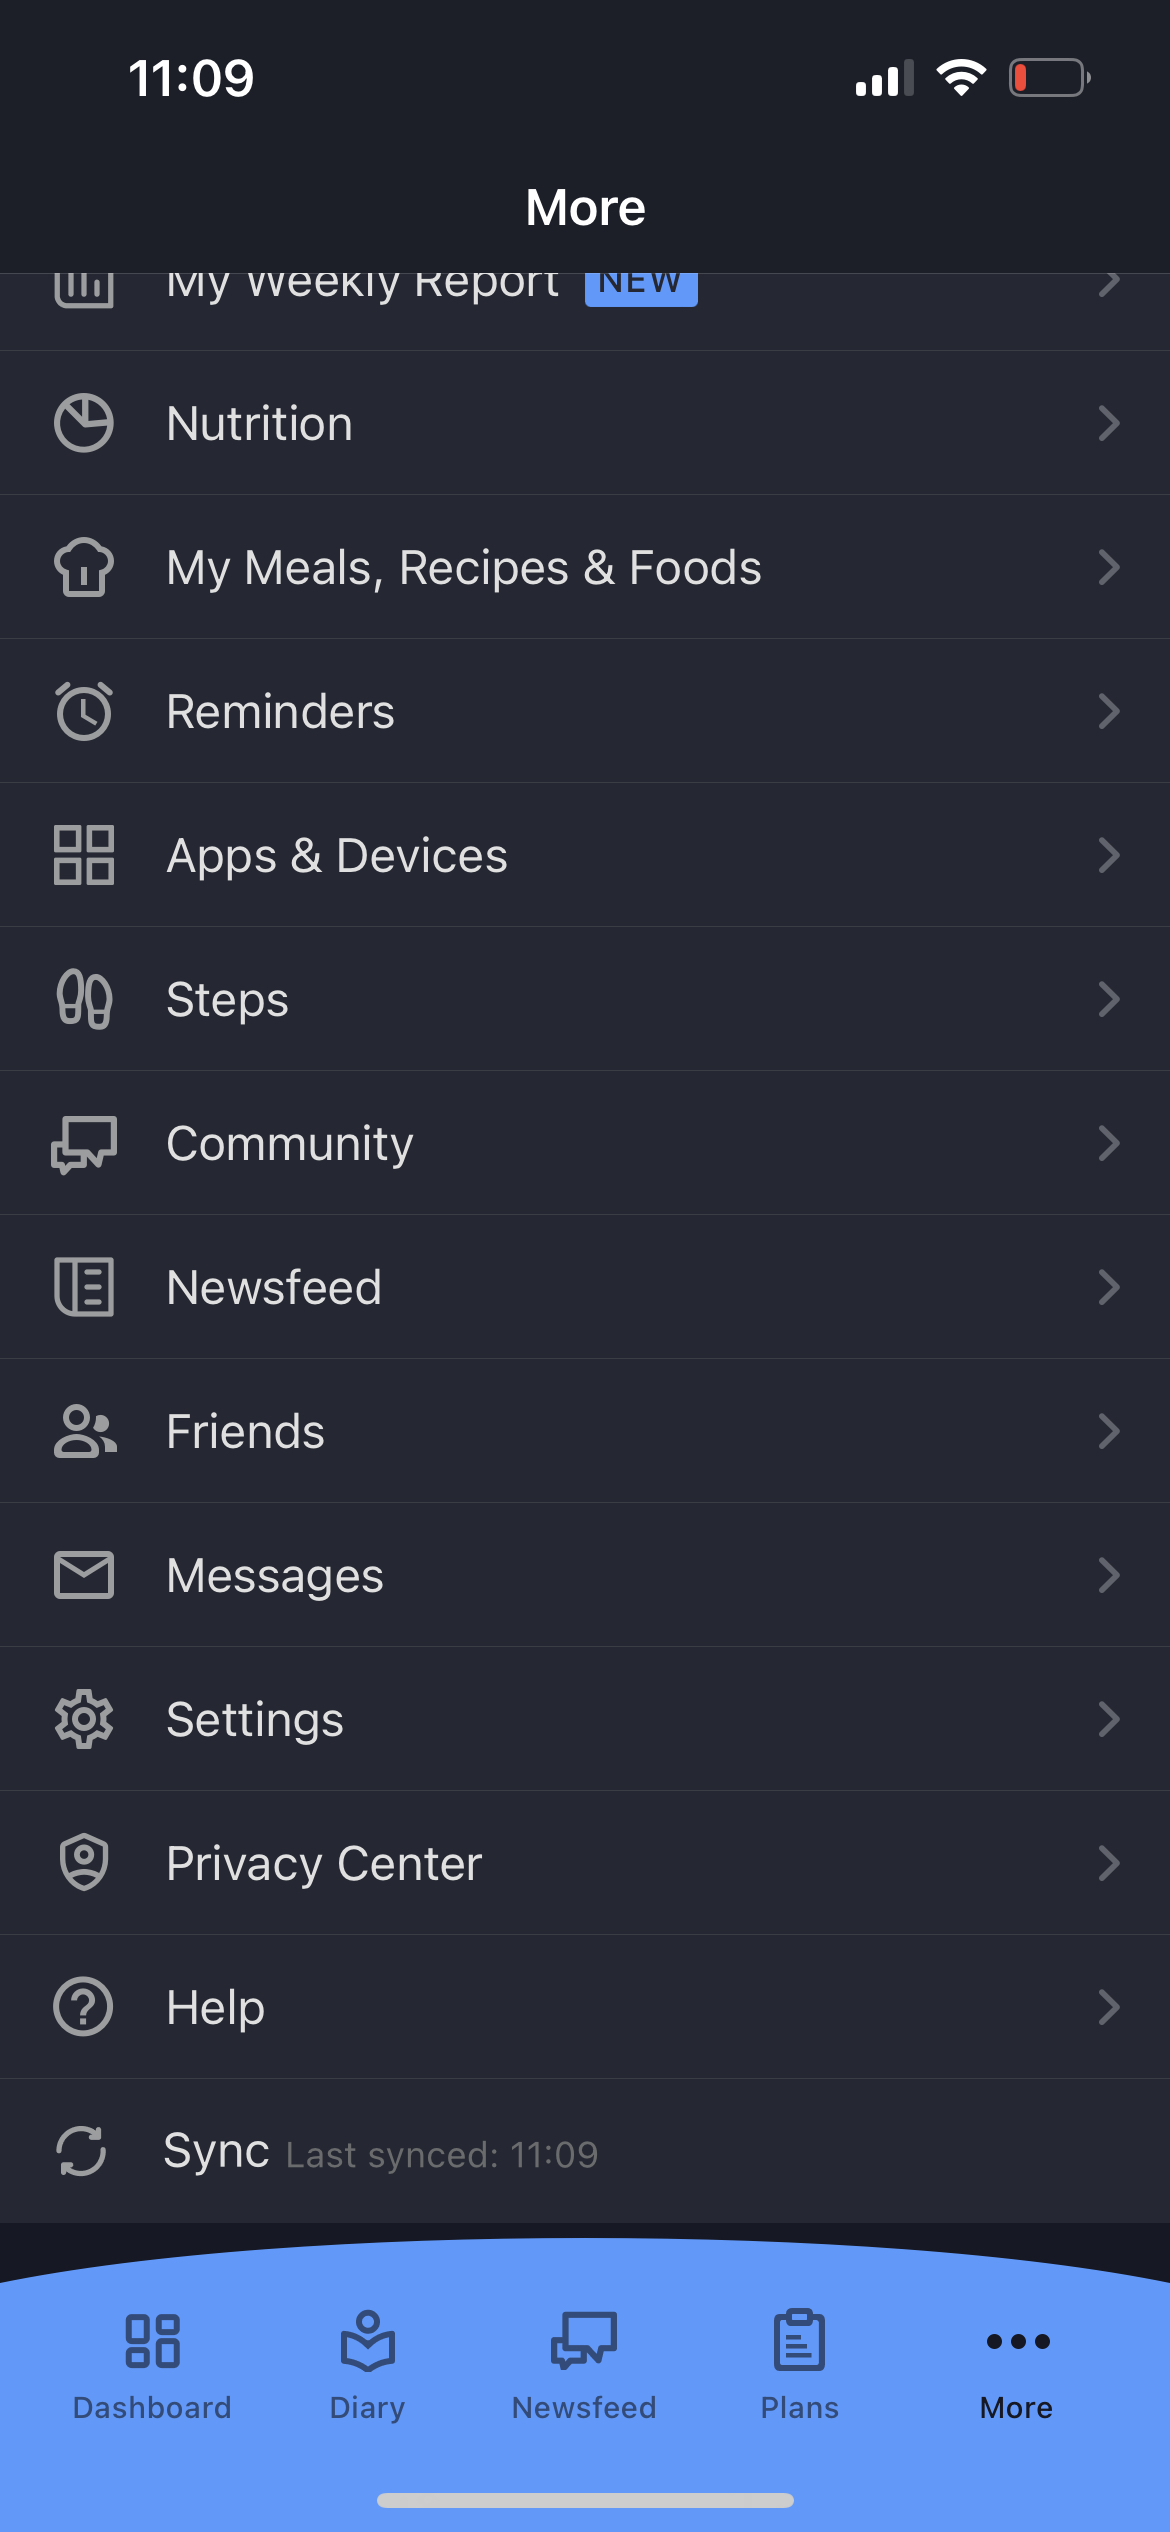 11:09
More
My Weekly Report NEW
Nutrition
My Meals, Recipes & Foods
Reminders
Apps & Devices
Steps
Community
Newsfeed
Friends
Messages
Settings
Privacy Center
Help
Sync Last synced: 11:09
Dashboard Diary Newsfeed Plans More